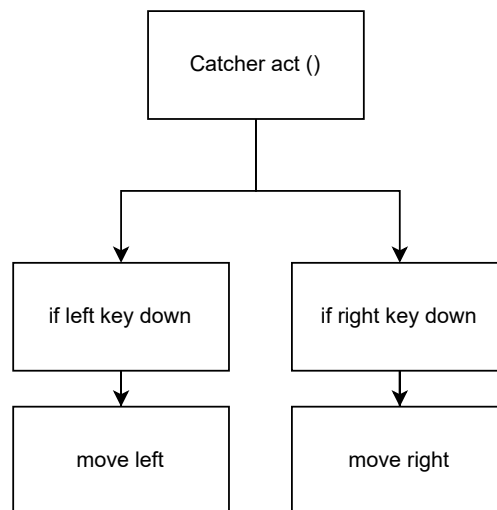 Catcher act ()
if left key down
if right key down
move left
move right